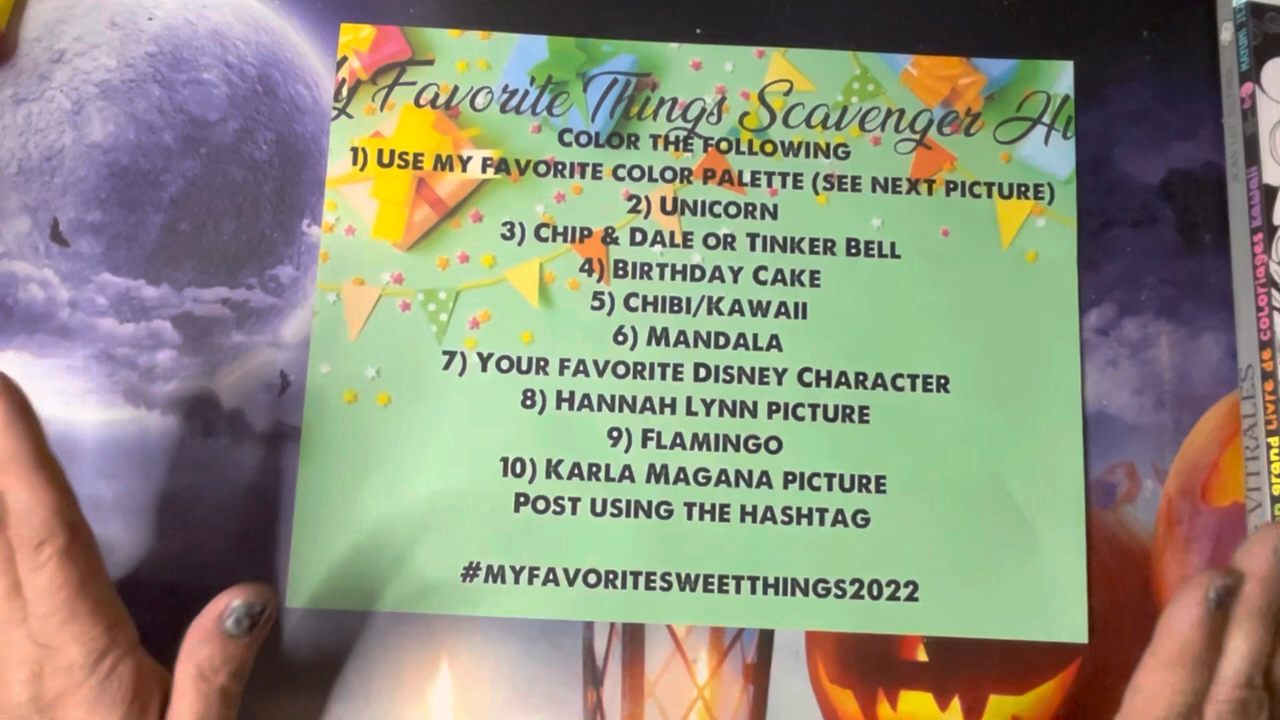 y Favorite Things Scavenger Hu
COLOR THE FOLLOWING
1) USE MY FAVORITE COLOR PALETTE (SEE NEXT PICTURE)
2) UNICORN
3) CHIP & DALE OR TINKER BELL
4) BIRTHDAY CAKE
5) CHIBI/KAWAII
6) MANDALA
7) YOUR FAVORITE DISNEY CHARACTER
8) HANNAH LYNN PICTURE
9) FLAMINGO
10) KARLA MAGANA PICTURE
POST USING THE HASHTAG
#MYFAVORITESWEETTHINGS2022
VITRALES
grand Livre de coloriages kawaii